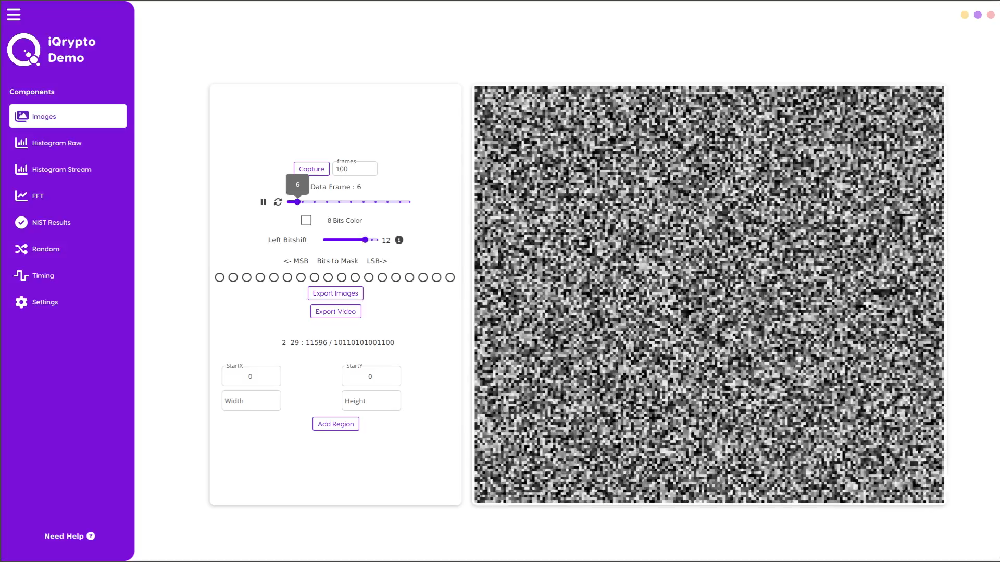 iQrypto
Demo
Components
Images
Histogram Raw
Histogram Stream
FFT
NIST Results
Random
Timing
Settings
Need Help ?
Capture
frames
100
6
Data Frame : 6
8 Bits Color
Left Bitshift
12
<- MSB Bits to Mask LSB->
Export Images
Export Video
2 29 : 11596 / 10110101001100
StartX
0
StartY
0
Width
Height
Add Region